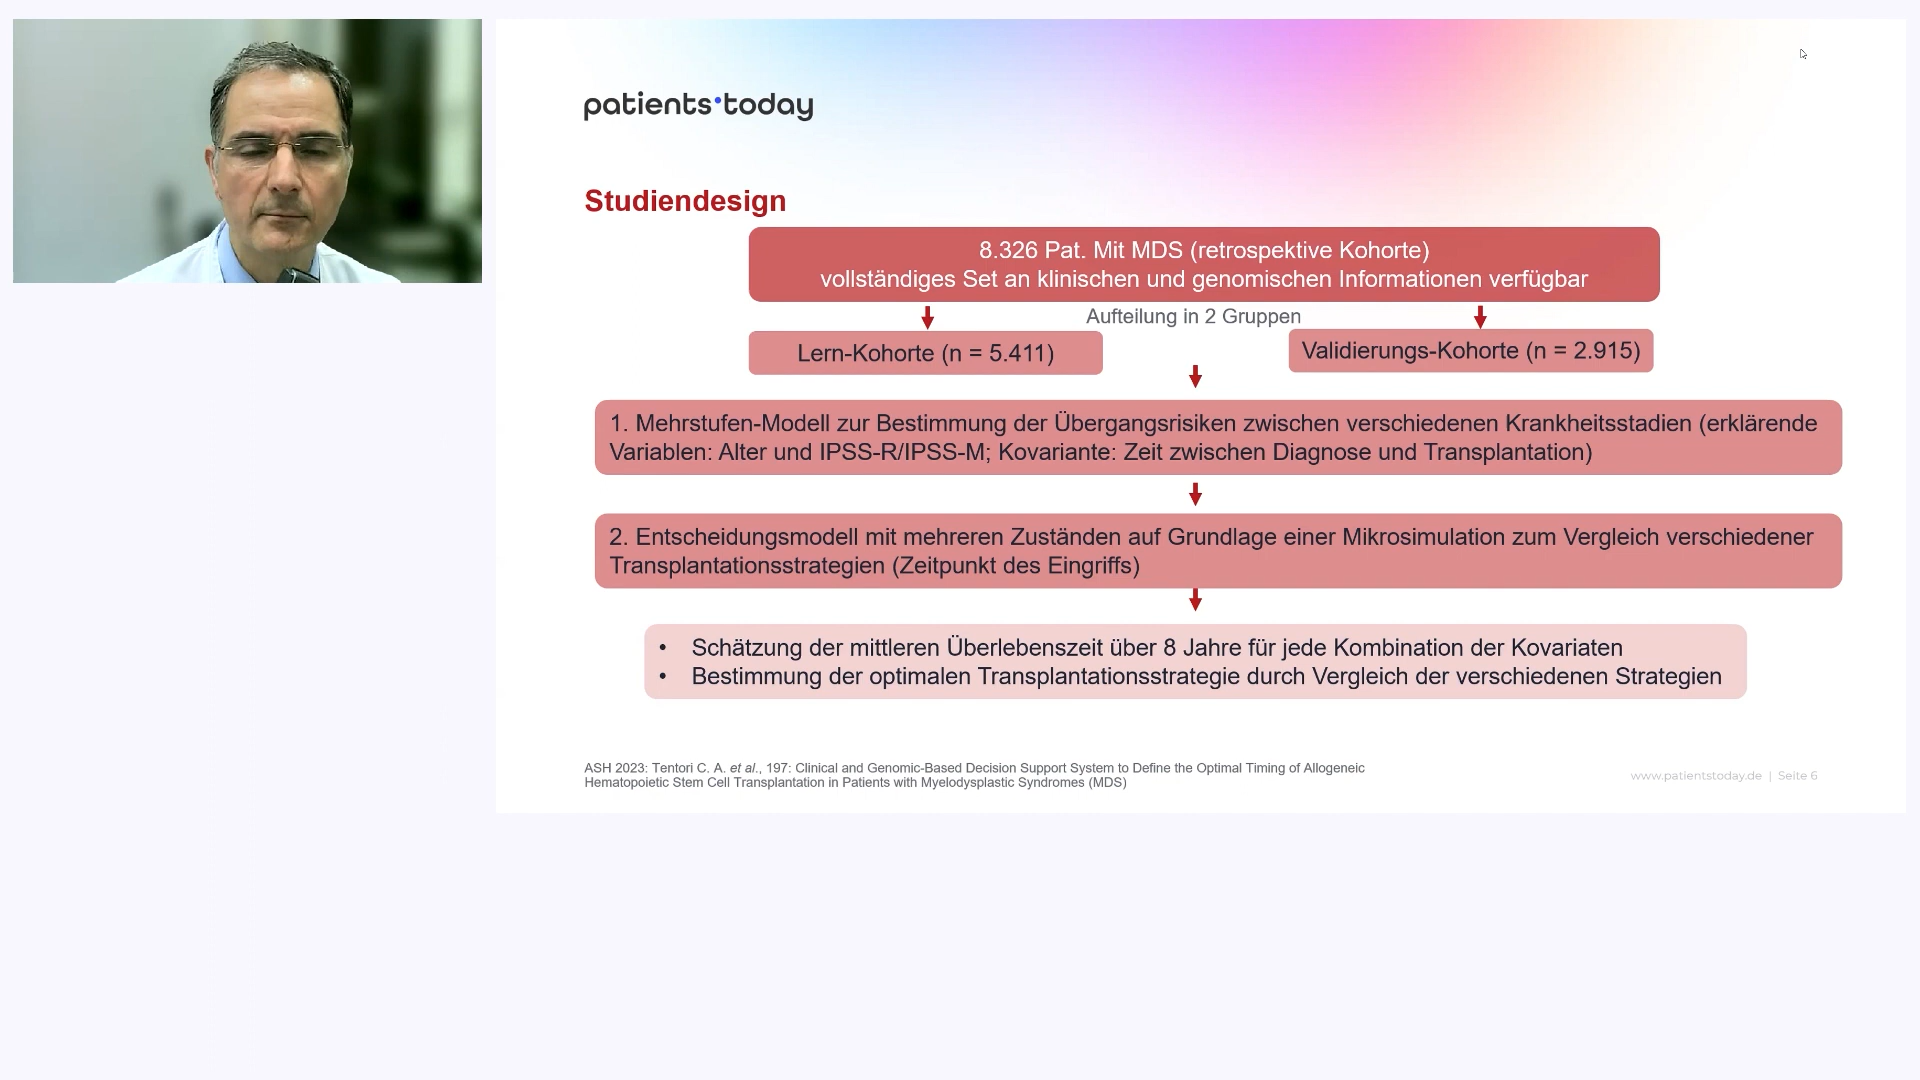 patients•today
Studiendesign
8.326 Pat. Mit MDS (retrospektive Kohorte)
vollständiges Set an klinischen und genomischen Informationen verfügbar
Aufteilung in 2 Gruppen
Lern-Kohorte (n = 5.411)
Validierungs-Kohorte (n = 2.915)
1. Mehrstufen-Modell zur Bestimmung der Übergangsrisiken zwischen verschiedenen Krankheitsstadien (erklärende
Variablen: Alter und IPSS-R/IPSS-M; Kovariante: Zeit zwischen Diagnose und Transplantation)
2. Entscheidungsmodell mit mehreren Zuständen auf Grundlage einer Mikrosimulation zum Vergleich verschiedener
Transplantationsstrategien (Zeitpunkt des Eingriffs)
• Schätzung der mittleren Überlebenszeit über 8 Jahre für jede Kombination der Kovariaten
• Bestimmung der optimalen Transplantationsstrategie durch Vergleich der verschiedenen Strategien
ASH 2023: Tentori C. A. et al., 197: Clinical and Genomic-Based Decision Support System to Define the Optimal Timing of Allogeneic
Hematopoietic Stem Cell Transplantation in Patients with Myelodysplastic Syndromes (MDS)
www.patientstoday.de | Seite 6